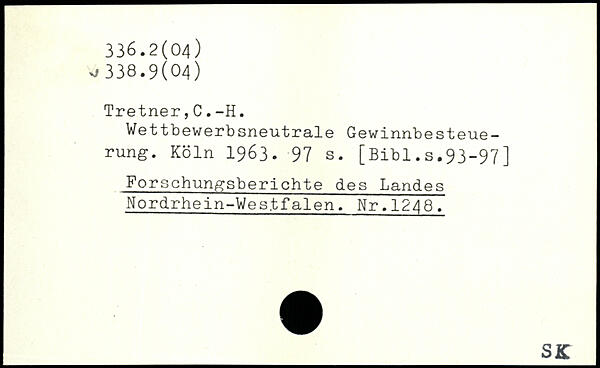 336.2(04)
338.9(04)
Tretner,C.-H.
Wettbewerbsneutrale Gewinnbesteue-
rung. Köln 1963. 97 s. [Bibl.s.93-97]
Forschungsberichte des Landes
Nordrhein-Westfalen. Nr.1248.
SK